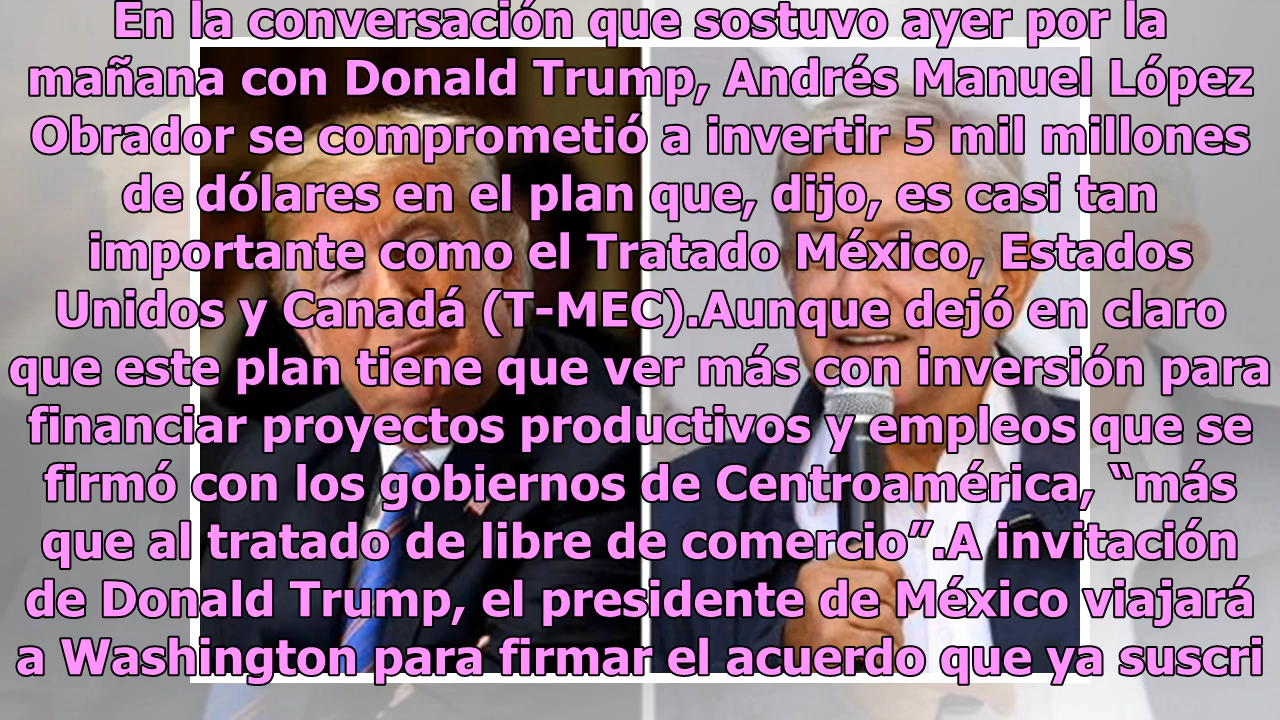 En la conversación que sostuvo ayer por la
mañana con Donald Trump, Andrés Manuel López
Obrador se comprometió a invertir 5 mil millones
de dólares en el plan que, dijo, es casi tan
importante como el Tratado México, Estados
Unidos y Canadá (T-MEC).Aunque dejó en claro
que este plan tiene que ver más con inversión para
financiar proyectos productivos y empleos que se
firmó con los gobiernos de Centroamérica, “más
que al tratado de libre de comercio”.A invitación
de Donald Trump, el presidente de México viajará
a Washington para firmar el acuerdo que ya suscri